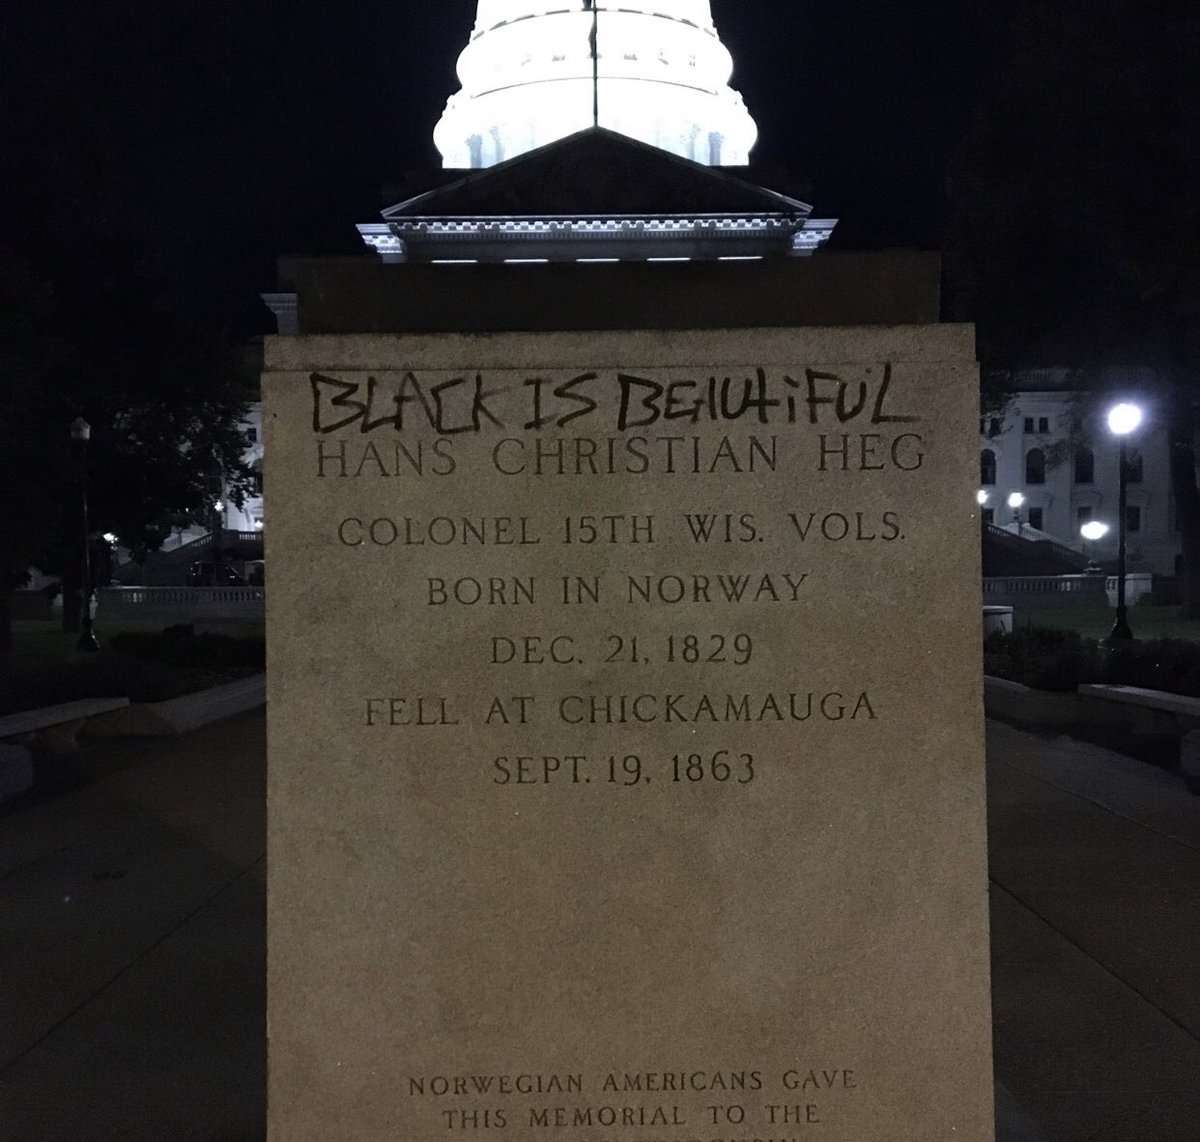 BLACK IS BEAUtiFUL
HANS CHRISTIAN HEG
COLONEL 15TH WIS. VOLS.
BORN IN NORWAY
DEC. 21, 1829
FELL AT CHICKAMAUGA
SEPT. 19, 1863
NORWEGIAN AMERICANS GAVE
THIS MEMORIAL TO THE